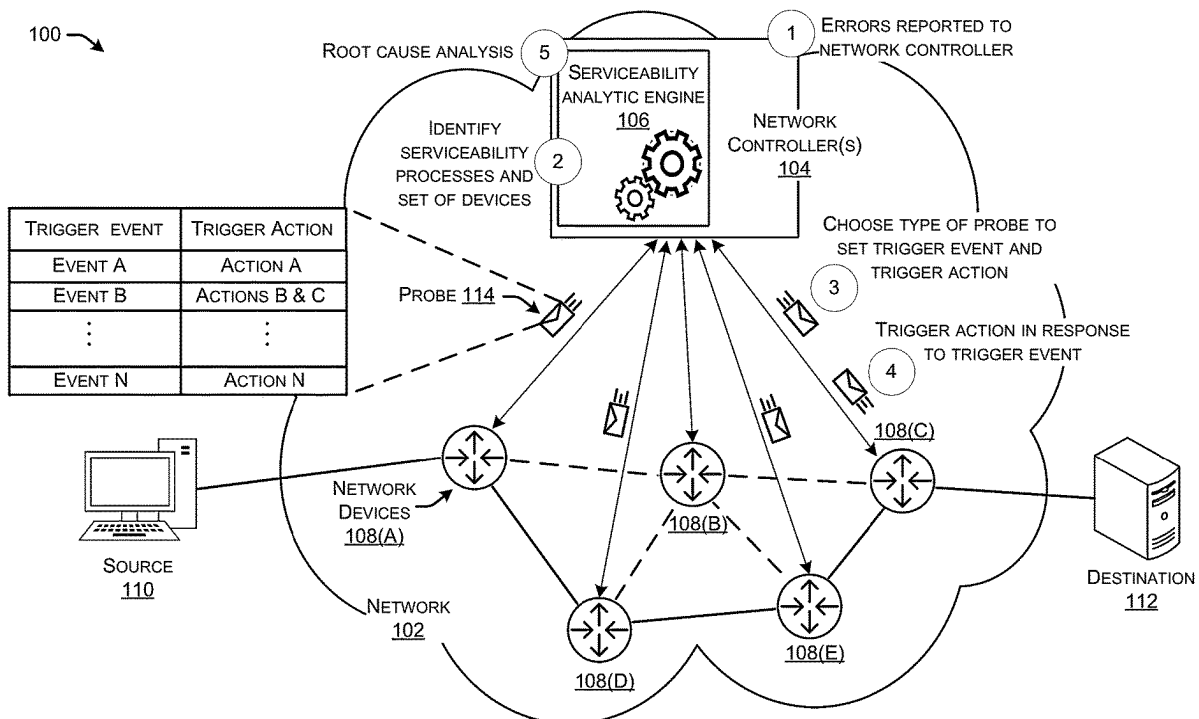 100
ROOT CAUSE ANALYSIS
5
1
ERRORS REPORTED TO
NETWORK CONTROLLER
SERVICEABILITY
ANALYTIC ENGINE
106
NETWORK
CONTROLLER(S)
104
IDENTIFY
SERVICEABILITY
PROCESSES AND
SET OF DEVICES
2
TRIGGER EVENT
TRIGGER ACTION
EVENT A
ACTION A
EVENT B
ACTIONS B & C
⋮
⋮
EVENT N
ACTION N
PROBE 114
CHOOSE TYPE OF PROBE TO
SET TRIGGER EVENT AND
TRIGGER ACTION
3
TRIGGER ACTION IN RESPONSE
TO TRIGGER EVENT
4
108(C)
NETWORK
DEVICES
108(A)
108(B)
SOURCE
110
NETWORK
102
108(D)
108(E)
DESTINATION
112